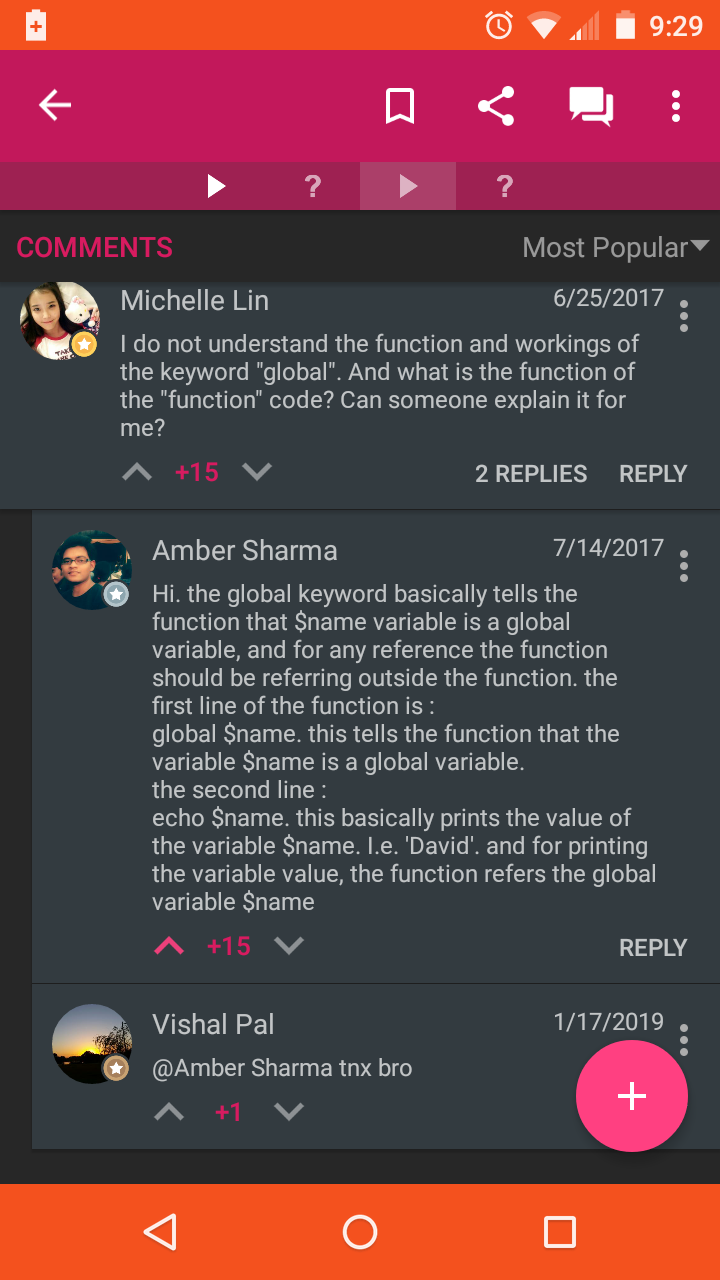 9:29
?
?
COMMENTS
Most Popular
Michelle Lin
6/25/2017
I do not understand the function and workings of
the keyword "global". And what is the function of
the "function" code? Can someone explain it for
me?
+15
2 REPLIES
REPLY
Amber Sharma
7/14/2017
Hi. the global keyword basically tells the
function that $name variable is a global
variable, and for any reference the function
should be referring outside the function. the
first line of the function is :
global $name. this tells the function that the
variable $name is a global variable.
the second line :
echo $name. this basically prints the value of
the variable $name. I.e. 'David'. and for printing
the variable value, the function refers the global
variable $name
+15
REPLY
Vishal Pal
1/17/2019
@Amber Sharma tnx bro
+1